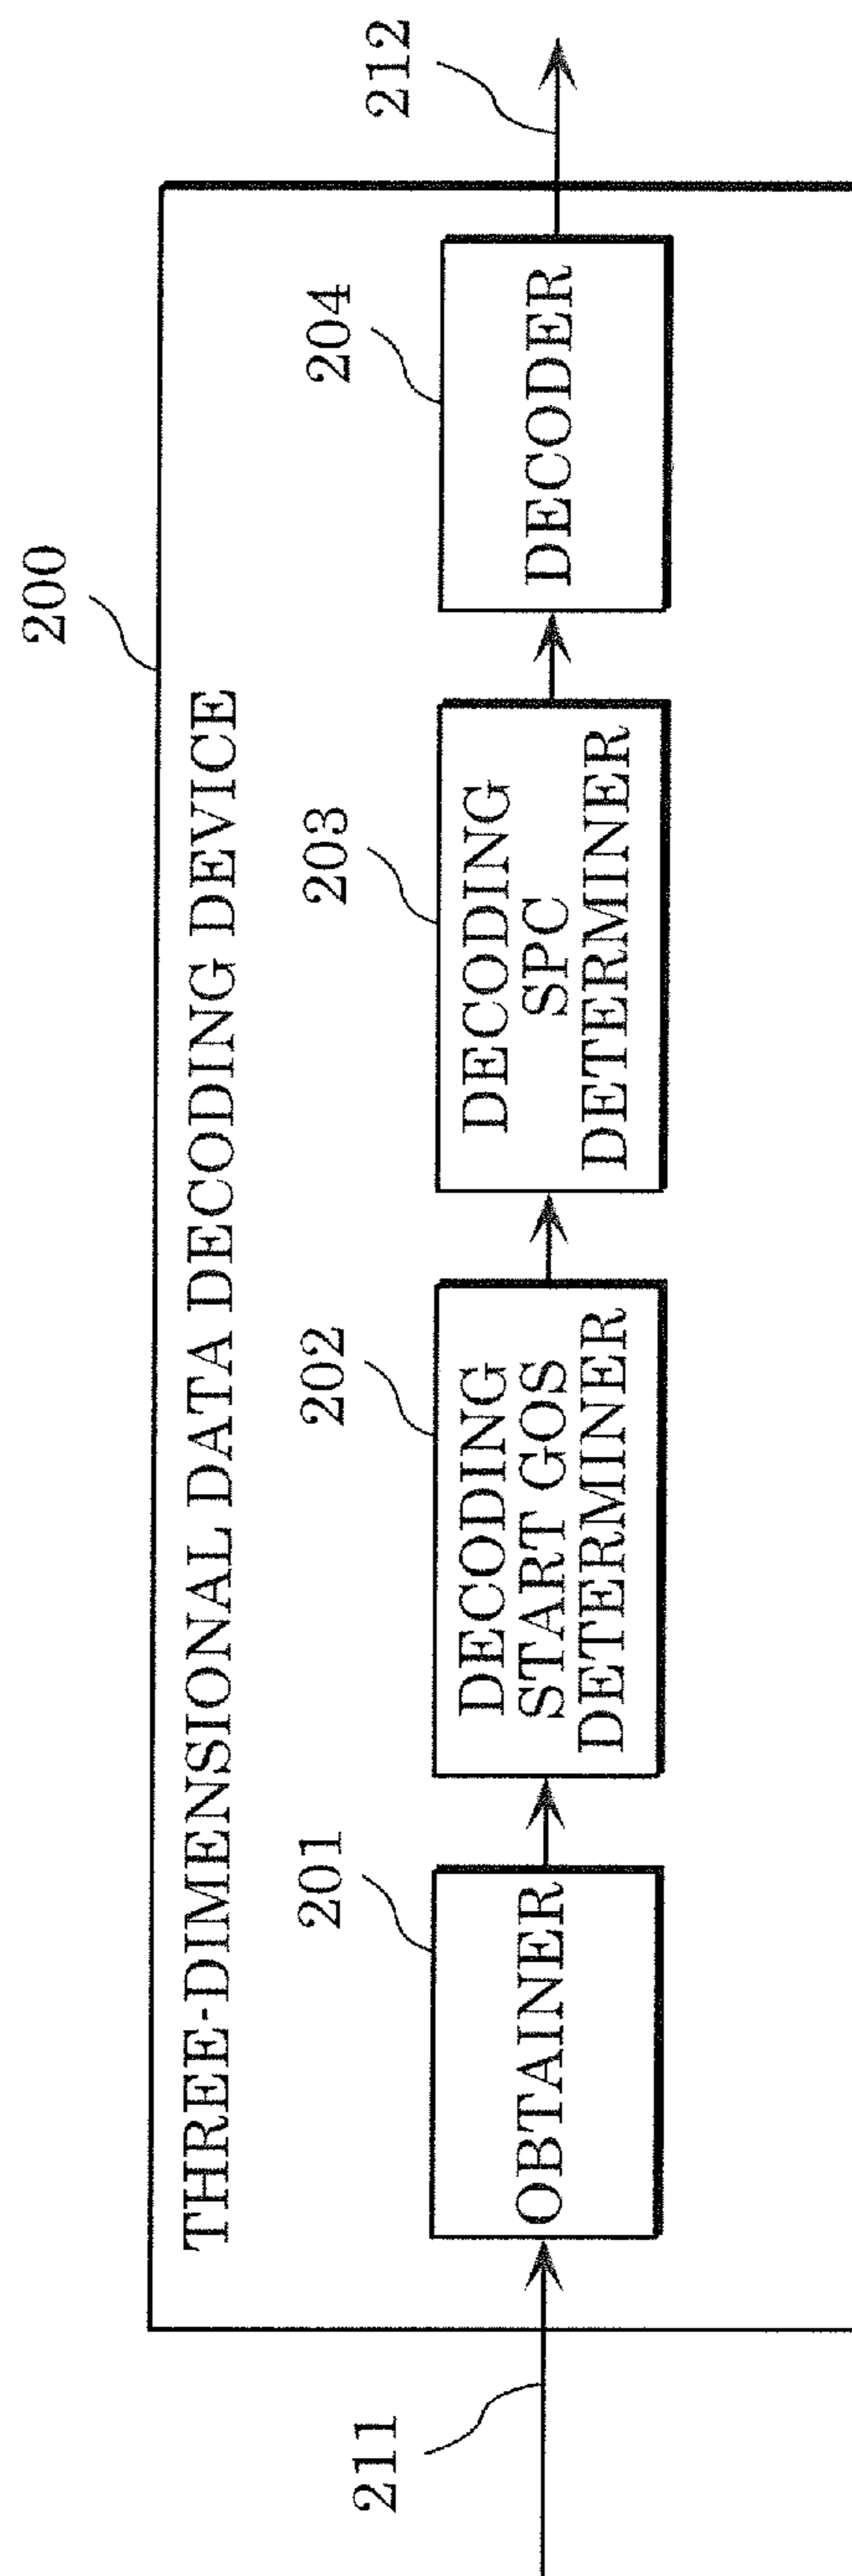 200
THREE-DIMENSIONAL DATA DECODING DEVICE
211
201
OBTAINER
202
DECODING
START GOS
DETERMINER
203
DECODING
SPC
DETERMINER
204
DECODER
212